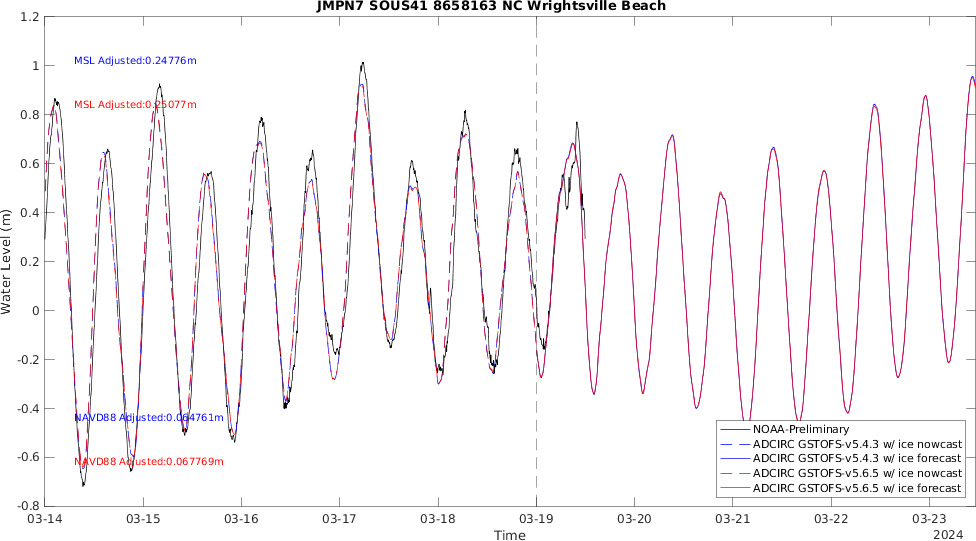 JMPN7 SOUS41 8658163 NC Wrightsville Beach
1.2
1
0.8
0.6
0.4
0.2
0
-0.2
-0.4
-0.6
-0.8
Water Level (m)
MSL Adjusted:0.24776m
MSL Adjusted:0.25077m
NAVD88 Adjusted:0.064761m
NAVD88 Adjusted:0.067769m
NOAA-Preliminary
ADCIRC GSTOFS-v5.4.3 w/ ice nowcast
ADCIRC GSTOFS-v5.4.3 w/ ice forecast
ADCIRC GSTOFS-v5.6.5 w/ ice nowcast
ADCIRC GSTOFS-v5.6.5 w/ ice forecast
03-14 03-15 03-16 03-17 03-18 03-19 03-20 03-21 03-22 03-23
Time
2024